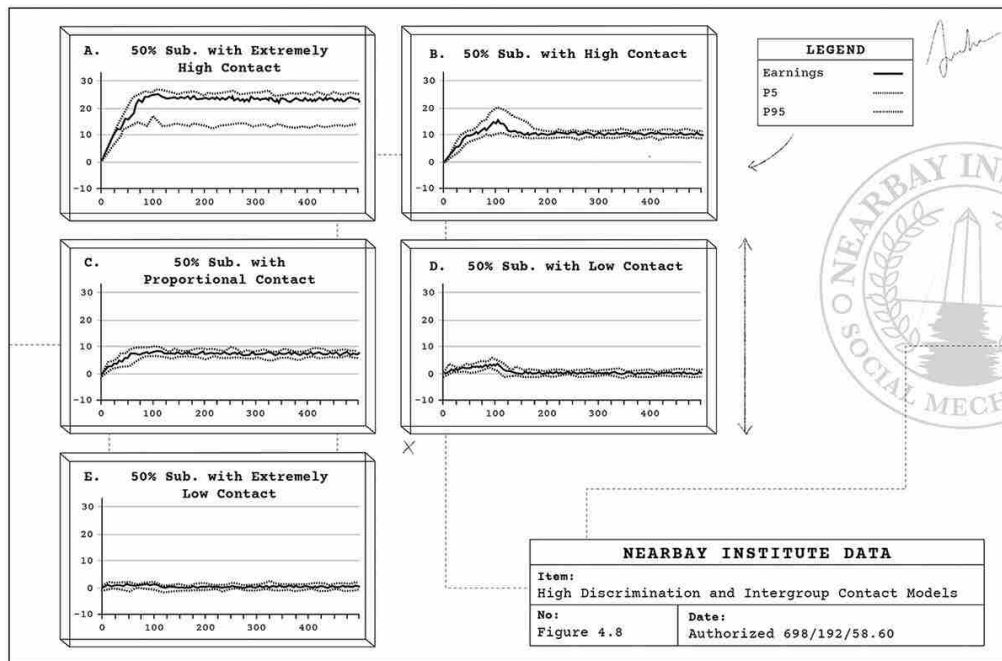 A. 50% Sub. with Extremely
High Contact
30
20
10
0
-10
0 100 200 300 400
B. 50% Sub. with High Contact
30
20
10
0
-10
0 100 200 300 400
LEGEND
Earnings
P5
P95
C. 50% Sub. with
Proportional Contact
30
20
10
0
-10
0 100 200 300 400
D. 50% Sub. with Low Contact
30
20
10
0
-10
0 100 200 300 400
E. 50% Sub. with Extremely
Low Contact
30
20
10
0
-10
0 100 200 300 400
NEARBAY IN
SOCIAL MECH
NEARBAY INSTITUTE DATA
Item:
High Discrimination and Intergroup Contact Models
No:
Figure 4.8
Date:
Authorized 698/192/58.60